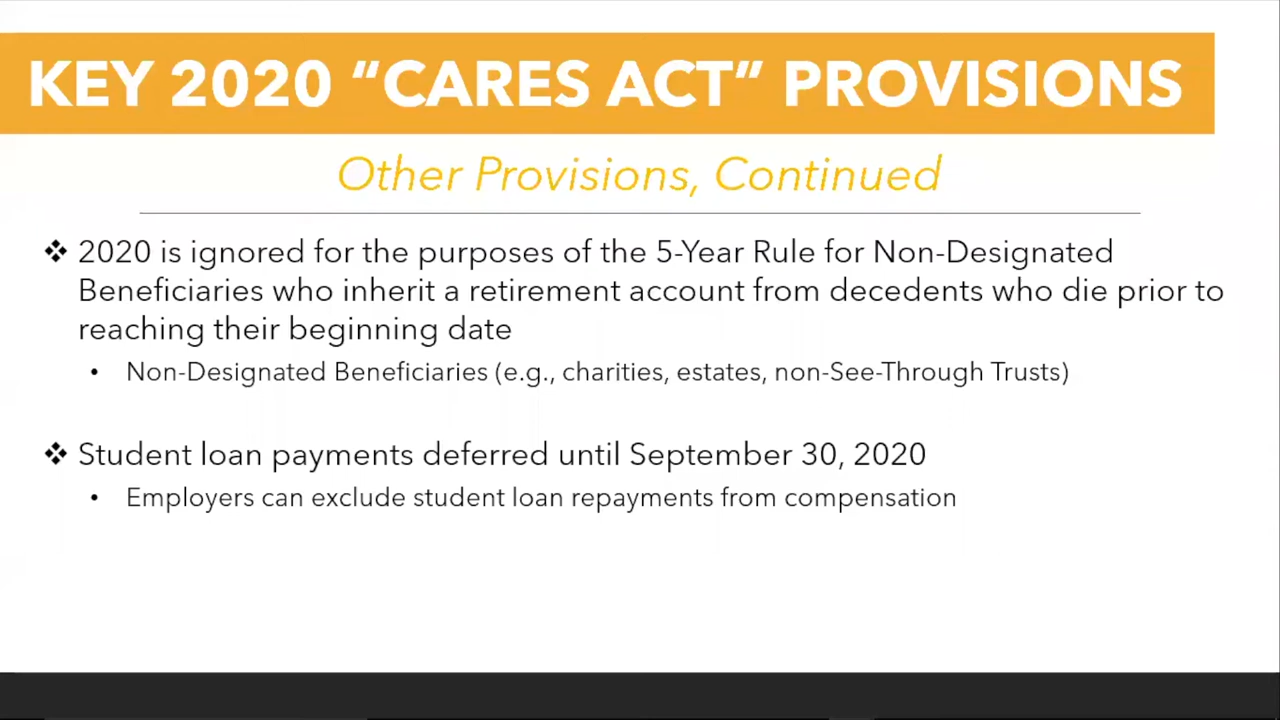 KEY 2020 “CARES ACT” PROVISIONS
Other Provisions, Continued
❖ 2020 is ignored for the purposes of the 5-Year Rule for Non-Designated
Beneficiaries who inherit a retirement account from decedents who die prior to
reaching their beginning date
• Non-Designated Beneficiaries (e.g., charities, estates, non-See-Through Trusts)
❖ Student loan payments deferred until September 30, 2020
• Employers can exclude student loan repayments from compensation